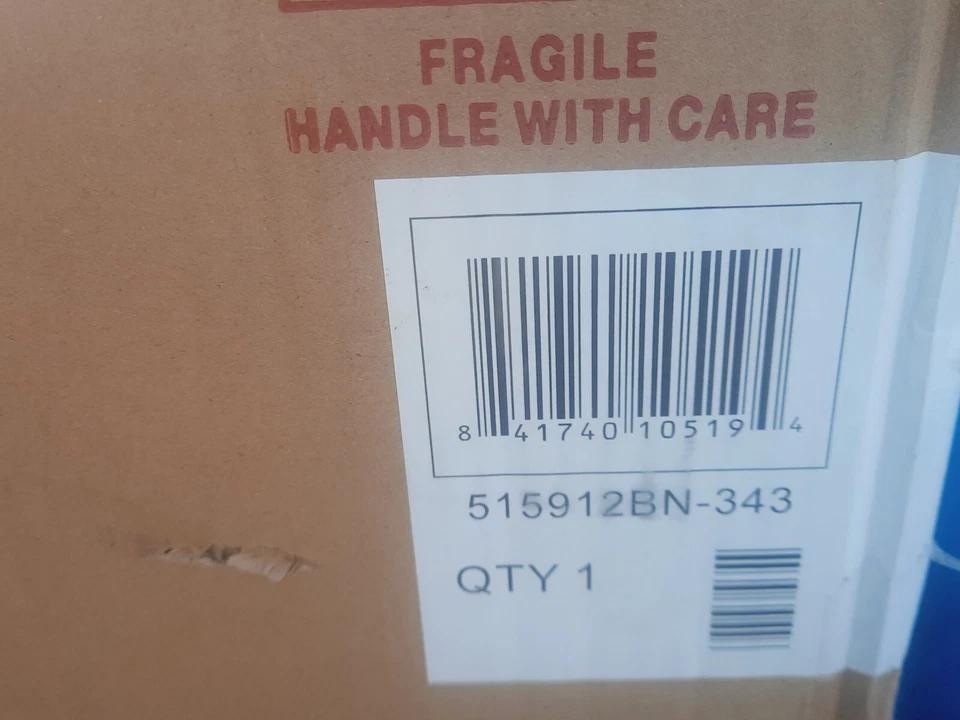 FRAGILE
HANDLE WITH CARE
8 41740 10519 4
515912BN-343
QTY 1